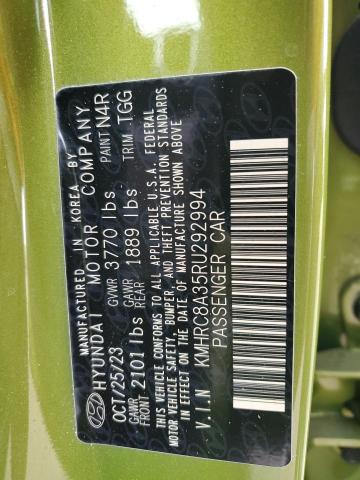 MANUFACTURED IN KOREA BY
HYUNDAI MOTOR COMPANY
OCT/25/23 GVWR 3770 lbs PAINT N4R
GAWR FRONT 2101 lbs GAWR REAR 1889 lbs TRIM TGG
THIS VEHICLE CONFORMS TO ALL APPLICABLE U.S.A. FEDERAL
MOTOR VEHICLE SAFETY, BUMPER, AND THEFT PREVENTION STANDARDS
IN EFFECT ON THE DATE OF MANUFACTURE SHOWN ABOVE
V.I.N KMHRC8A35RU292994
PASSENGER CAR